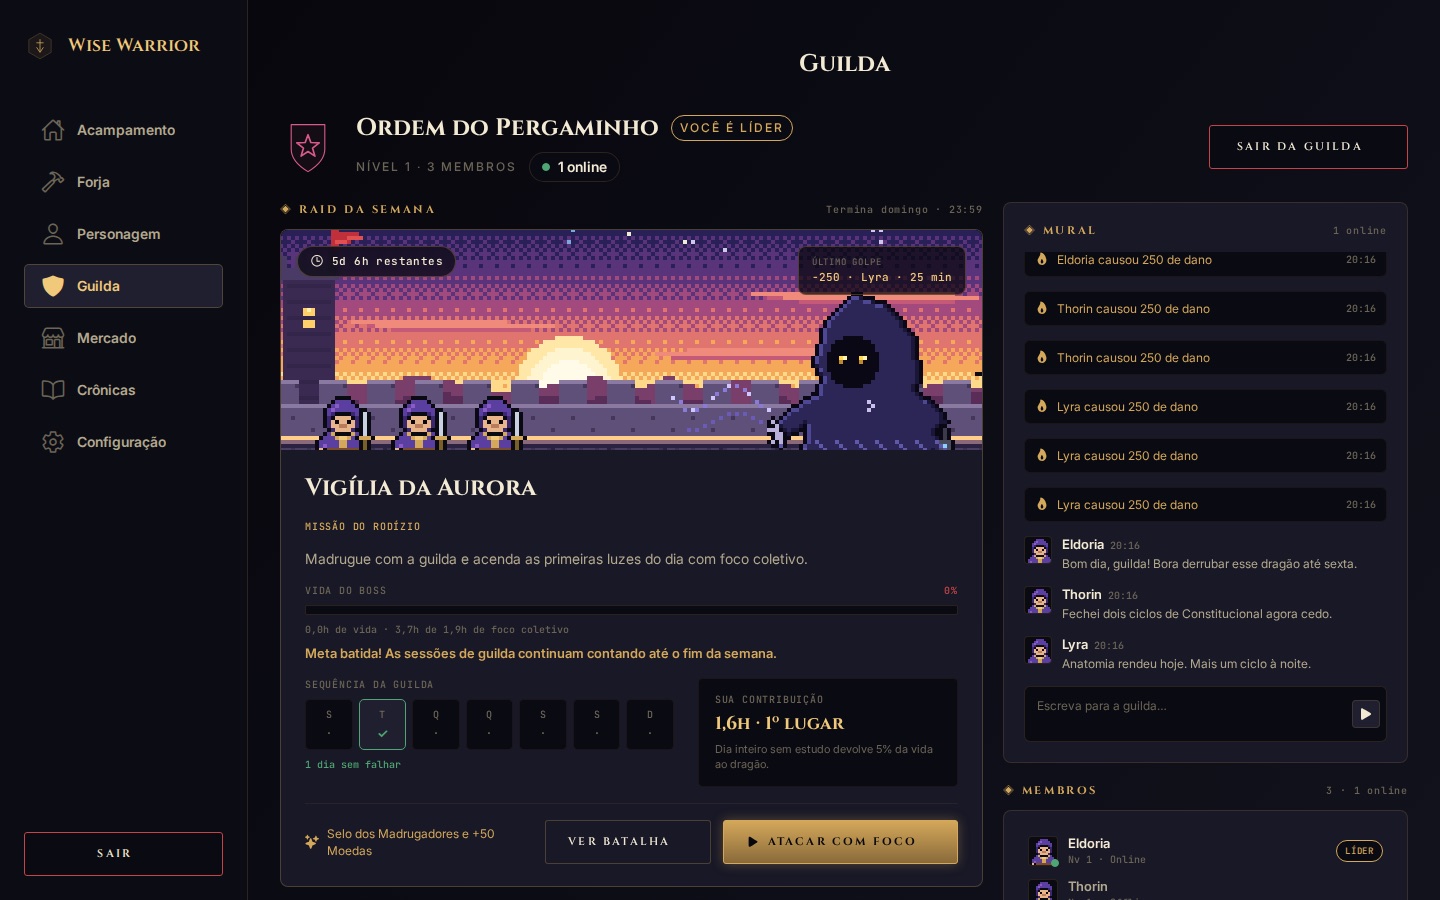 Wise Warrior
Acampamento
Forja
Personagem
Guilda
Mercado
Crônicas
Configuração
SAIR
Guilda
Ordem do Pergaminho
VOCÊ É LÍDER
NÍVEL 1 · 3 MEMBROS
1 online
SAIR DA GUILDA
RAID DA SEMANA
Termina domingo · 23:59
5d 6h restantes
ÚLTIMO GOLPE
-250 · Lyra · 25 min
Vigília da Aurora
MISSÃO DO RODÍZIO
Madrugue com a guilda e acenda as primeiras luzes do dia com foco coletivo.
VIDA DO BOSS
0%
0,0h de vida · 3,7h de 1,9h de foco coletivo
Meta batida! As sessões de guilda continuam contando até o fim da semana.
SEQUÊNCIA DA GUILDA
S T Q Q S S D
1 dia sem falhar
SUA CONTRIBUIÇÃO
1,6h · 1º lugar
Dia inteiro sem estudo devolve 5% da vida
ao dragão.
Selo dos Madrugadores e +50
Moedas
VER BATALHA
ATACAR COM FOCO
MURAL
1 online
Eldoria causou 250 de dano 20:16
Thorin causou 250 de dano 20:16
Thorin causou 250 de dano 20:16
Lyra causou 250 de dano 20:16
Lyra causou 250 de dano 20:16
Lyra causou 250 de dano 20:16
Eldoria 20:16
Bom dia, guilda! Bora derrubar esse dragão até sexta.
Thorin 20:16
Fechei dois ciclos de Constitucional agora cedo.
Lyra 20:16
Anatomia rendeu hoje. Mais um ciclo à noite.
Escreva para a guilda...
MEMBROS
3 · 1 online
Eldoria
Nv 1 · Online
LÍDER
Thorin